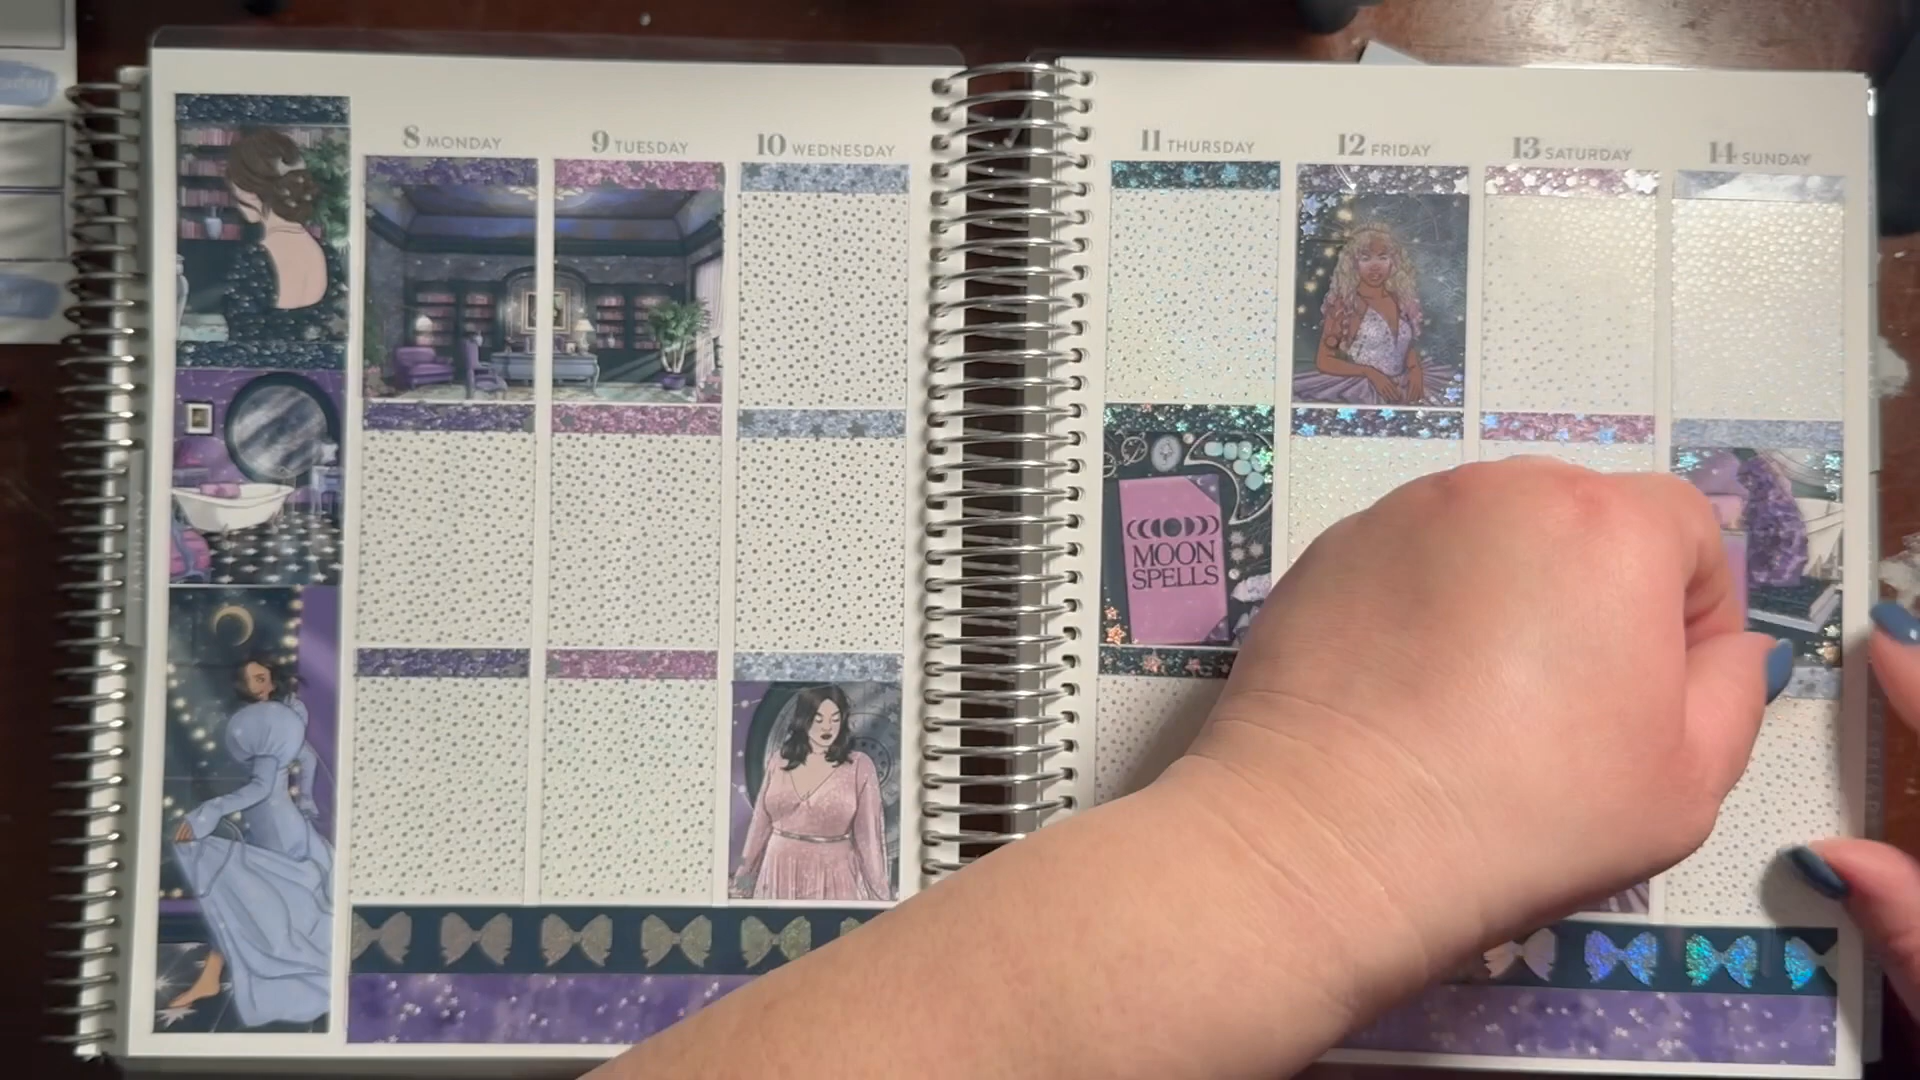 8 MONDAY
9 TUESDAY
10 WEDNESDAY
11 THURSDAY
12 FRIDAY
13 SATURDAY
14 SUNDAY
MOON
SPELLS